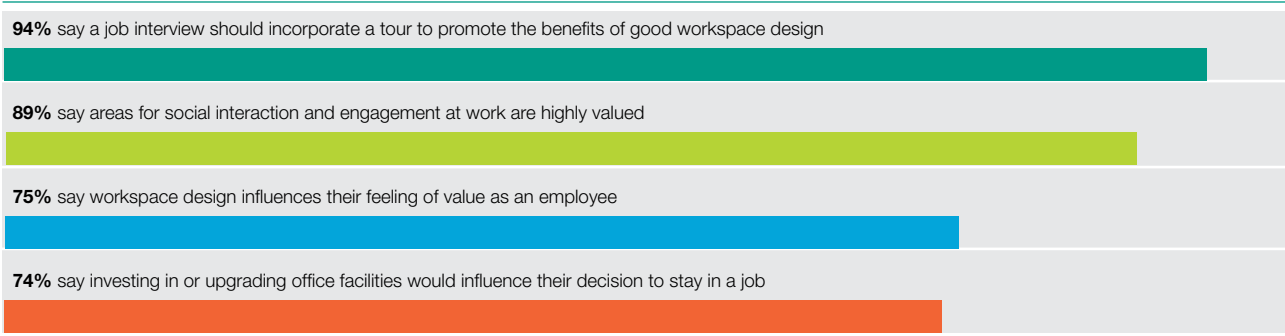 94% say a job interview should incorporate a tour to promote the benefits of good workspace design
89% say areas for social interaction and engagement at work are highly valued
75% say workspace design influences their feeling of value as an employee
74% say investing in or upgrading office facilities would influence their decision to stay in a job